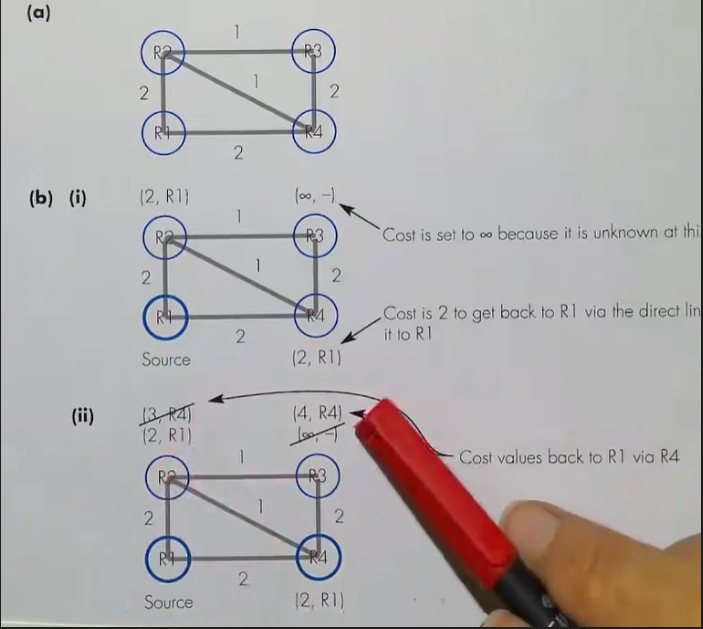 (a)
1
R2 R3
2 1 2
R1 R4
2
(b) (i) (2, R1) (∞, –)
1
Cost is set to ∞ because it is unknown at thi
R2 R3
2 1 2
Cost is 2 to get back to R1 via the direct lin
R1 R4
it to R1
2
Source (2, R1)
(ii) (3, R4) (4, R4)
(2, R1) (∞, –)
1
Cost values back to R1 via R4
R2 R3
2 1 2
R1 R4
2
Source (2, R1)